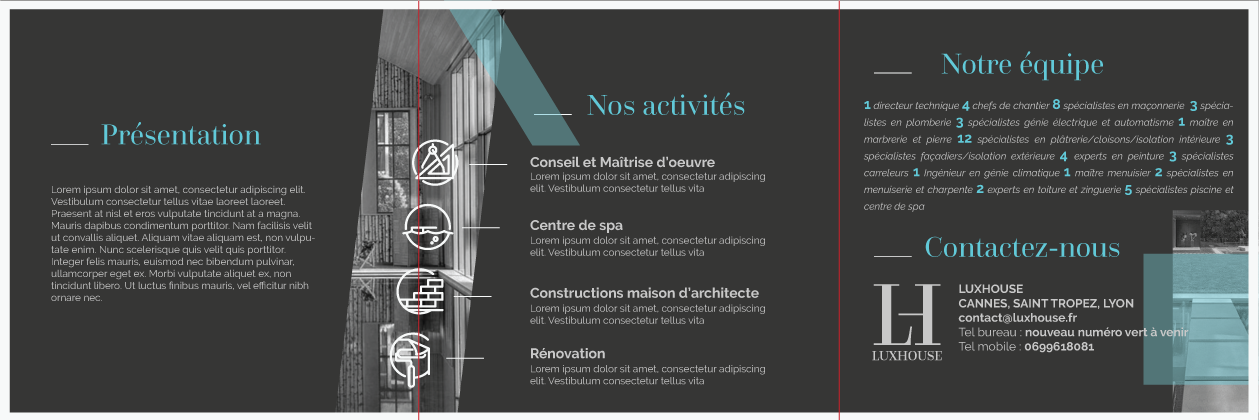 Présentation
Lorem ipsum dolor sit amet, consectetur adipiscing elit.
Vestibulum consectetur tellus vitae laoreet laoreet.
Praesent at nisl et eros vulputate tincidunt at a magna.
Mauris dapibus condimentum porttitor. Nam facilisis velit
ut convallis aliquet. Aliquam vitae aliquam est, non vulpu-
tate enim. Nunc scelerisque quis velit quis porttitor.
Integer felis mauris, euismod nec bibendum pulvinar,
ullamcorper eget ex. Morbi vulputate aliquet ex, non
tincidunt libero. Ut luctus finibus mauris, vel efficitur nibh
ornare nec.
Nos activités
Conseil et Maîtrise d'oeuvre
Lorem ipsum dolor sit amet, consectetur adipiscing
elit. Vestibulum consectetur tellus vita
Centre de spa
Lorem ipsum dolor sit amet, consectetur adipiscing
elit. Vestibulum consectetur tellus vita
Constructions maison d'architecte
Lorem ipsum dolor sit amet, consectetur adipiscing
elit. Vestibulum consectetur tellus vita
Rénovation
Lorem ipsum dolor sit amet, consectetur adipiscing
elit. Vestibulum consectetur tellus vita
Notre équipe
1 directeur technique 4 chefs de chantier 8 spécialistes en maçonnerie 3 spécia-
listes en plomberie 3 spécialistes génie électrique et automatisme 1 maître en
marbrerie et pierre 12 spécialistes en plâtrerie/cloisons/isolation intérieure 3
spécialistes façadiers/isolation extérieure 4 experts en peinture 3 spécialistes
carreleurs 1 Ingénieur en génie climatique 1 maître menuisier 2 spécialistes en
menuiserie et charpente 2 experts en toiture et zinguerie 5 spécialistes piscine et
centre de spa
Contactez-nous
LH
LUXHOUSE
LUXHOUSE
CANNES, SAINT TROPEZ, LYON
contact@luxhouse.fr
Tel bureau : nouveau numéro vert à venir
Tel mobile : 0699618081